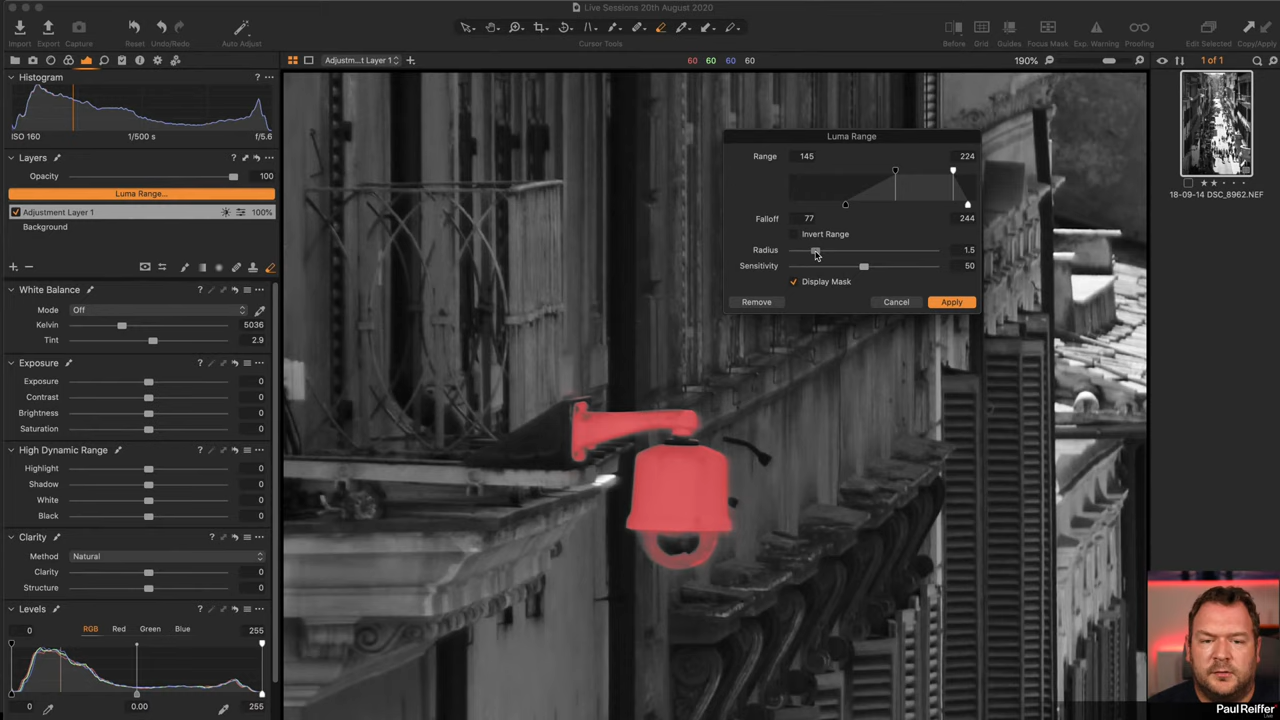 Live Sessions 20th August 2020
Import
Export
Capture
Reset
Undo/Redo
Auto Adjust
Cursor Tools
Before
Grid
Guides
Focus Mask
Exp. Warning
Proofing
Edit Selected
Copy/Apply
Adjustm...t Layer 1
60 60 60 60
190%
1 of 1
Histogram
?
ISO 160
1/500 s
f/5.6
Layers
?
Opacity
100
Luma Range...
Adjustment Layer 1
100%
Background
White Balance
?
Mode
Off
Kelvin
5036
Tint
2.9
Exposure
?
Exposure
0
Contrast
0
Brightness
0
Saturation
0
High Dynamic Range
?
Highlight
0
Shadow
0
White
0
Black
0
Clarity
?
Method
Natural
Clarity
0
Structure
0
Levels
?
0
RGB
Red
Green
Blue
255
0
0.00
255
Luma Range
Range
145
224
Falloff
77
244
Invert Range
Radius
1.5
Sensitivity
50
Display Mask
Remove
Cancel
Apply
18-09-14 DSC_8962.NEF
Paul Reiffer
Live